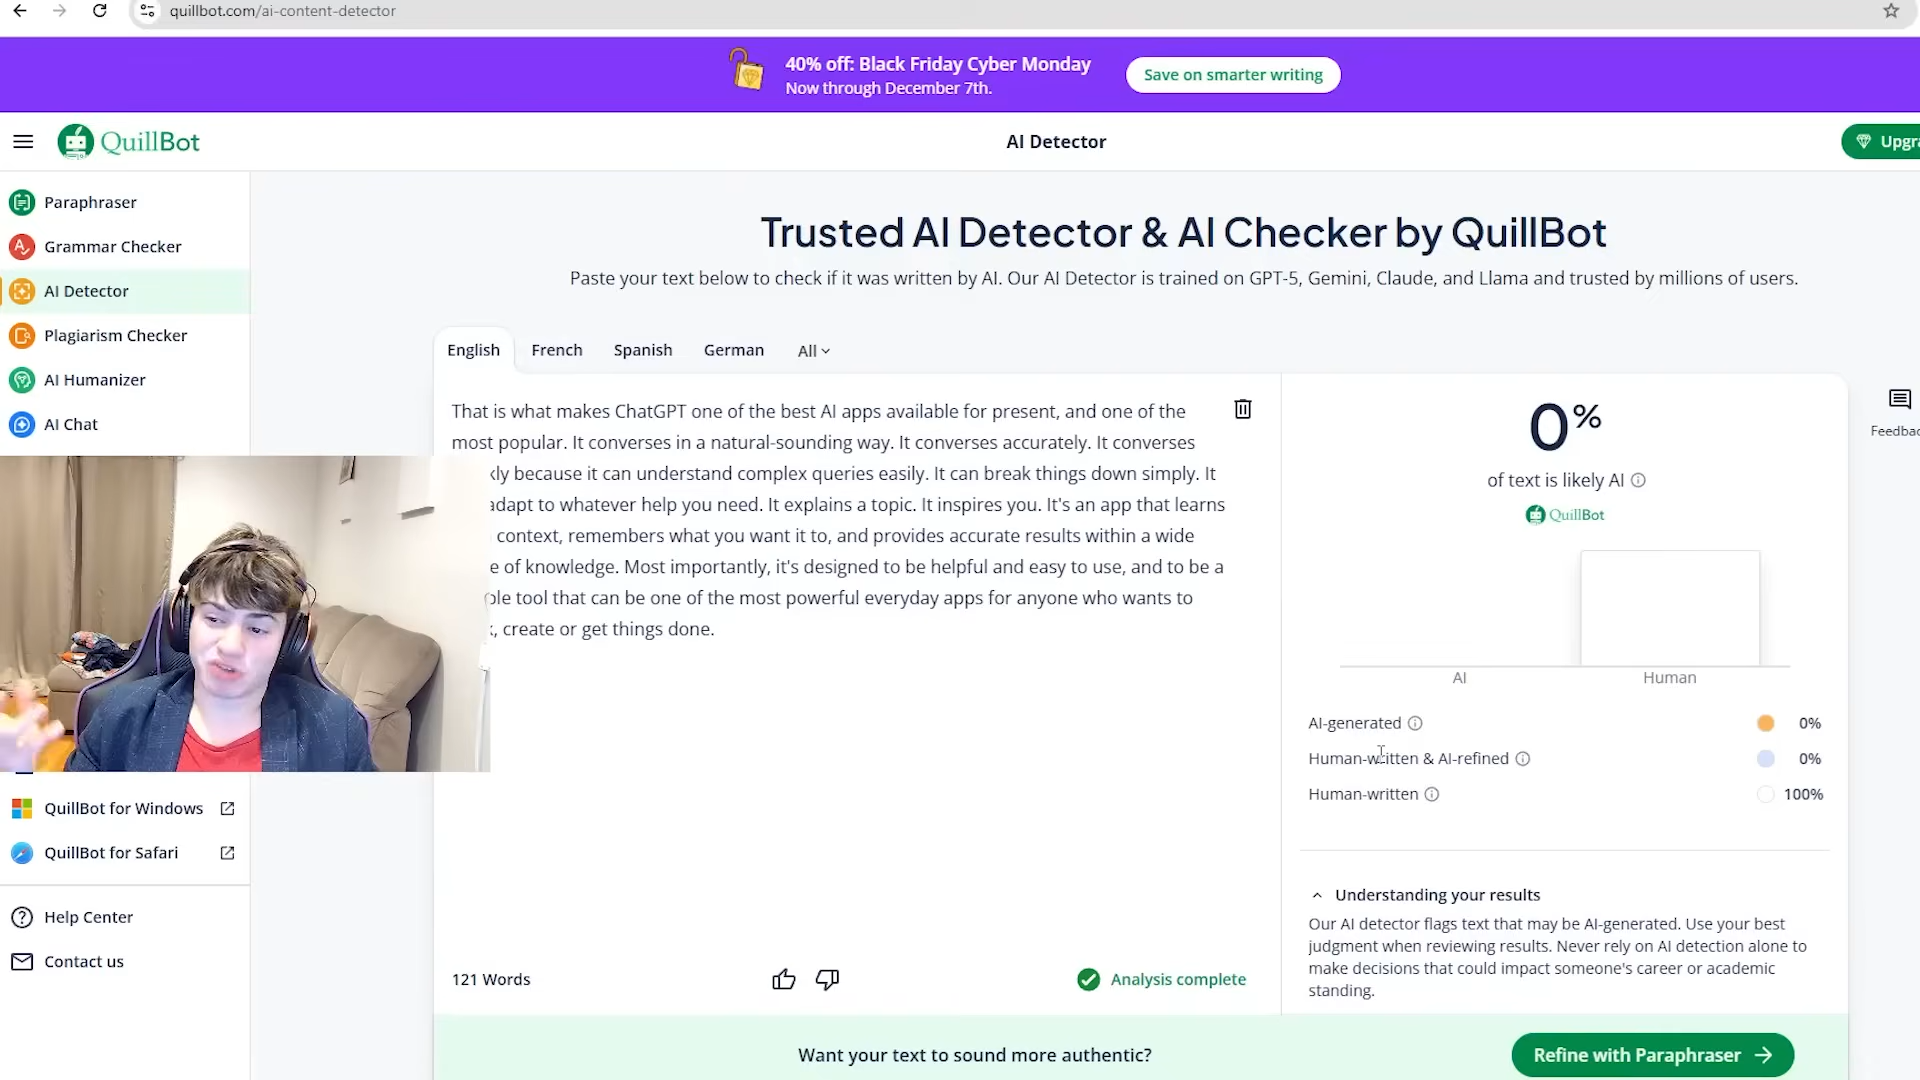 quillbot.com/ai-content-detector
40% off: Black Friday Cyber Monday
Now through December 7th.
Save on smarter writing
QuillBot
AI Detector
Paraphraser
Grammar Checker
AI Detector
Plagiarism Checker
AI Humanizer
AI Chat
QuillBot for Windows
QuillBot for Safari
Help Center
Contact us
Trusted AI Detector & AI Checker by QuillBot
Paste your text below to check if it was written by AI. Our AI Detector is trained on GPT-5, Gemini, Claude, and Llama and trusted by millions of users.
English French Spanish German All
That is what makes ChatGPT one of the best AI apps available for present, and one of the
most popular. It converses in a natural-sounding way. It converses accurately. It converses
because it can understand complex queries easily. It can break things down simply. It
adapt to whatever help you need. It explains a topic. It inspires you. It's an app that learns
context, remembers what you want it to, and provides accurate results within a wide
of knowledge. Most importantly, it's designed to be helpful and easy to use, and to be a
tool that can be one of the most powerful everyday apps for anyone who wants to
, create or get things done.
121 Words
Analysis complete
0%
of text is likely AI
QuillBot
AI Human
AI-generated 0%
Human-written & AI-refined 0%
Human-written 100%
Understanding your results
Our AI detector flags text that may be AI-generated. Use your best
judgment when reviewing results. Never rely on AI detection alone to
make decisions that could impact someone's career or academic
standing.
Want your text to sound more authentic?
Refine with Paraphraser